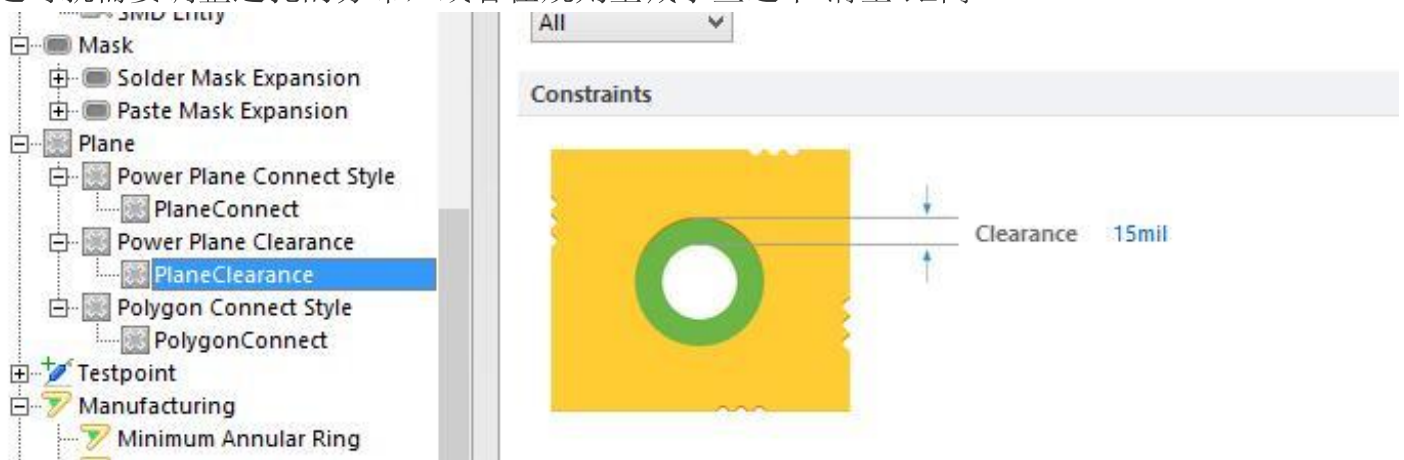 SMD Entry
All
Mask
Solder Mask Expansion
Paste Mask Expansion
Constraints
Plane
Power Plane Connect Style
PlaneConnect
Power Plane Clearance
PlaneClearance
Clearance 15mil
Polygon Connect Style
PolygonConnect
Testpoint
Manufacturing
Minimum Annular Ring